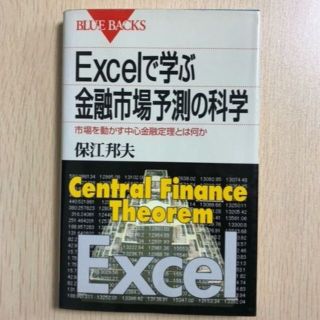 BLUE BACKS
Excelで学ぶ
金融市場予測の科学
市場を動かす中心金融定理とは何か
保江邦夫
Central Finance
Theorem
Excel